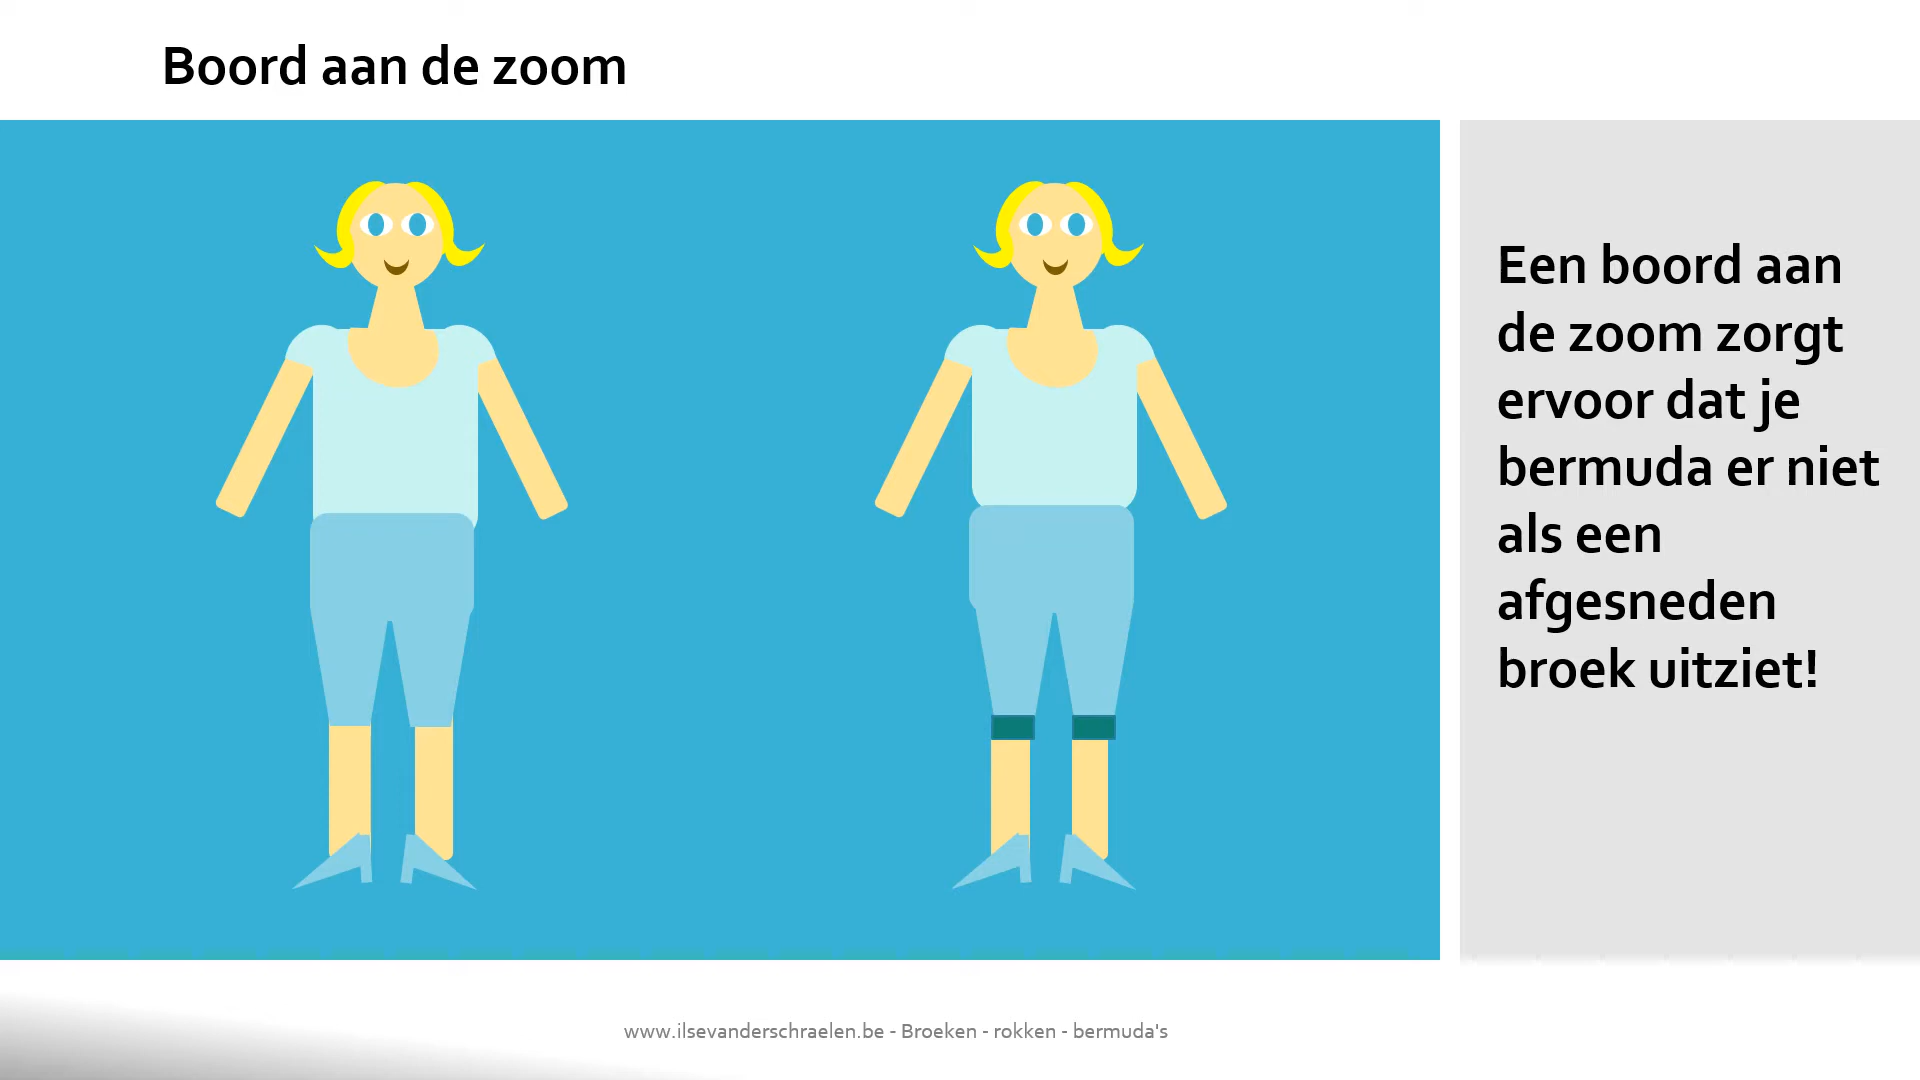 Boord aan de zoom
Een boord aan
de zoom zorgt
ervoor dat je
bermuda er niet
als een
afgesneden
broek uitziet!
www.ilsevanderschraelen.be - Broeken - rokken - bermuda's